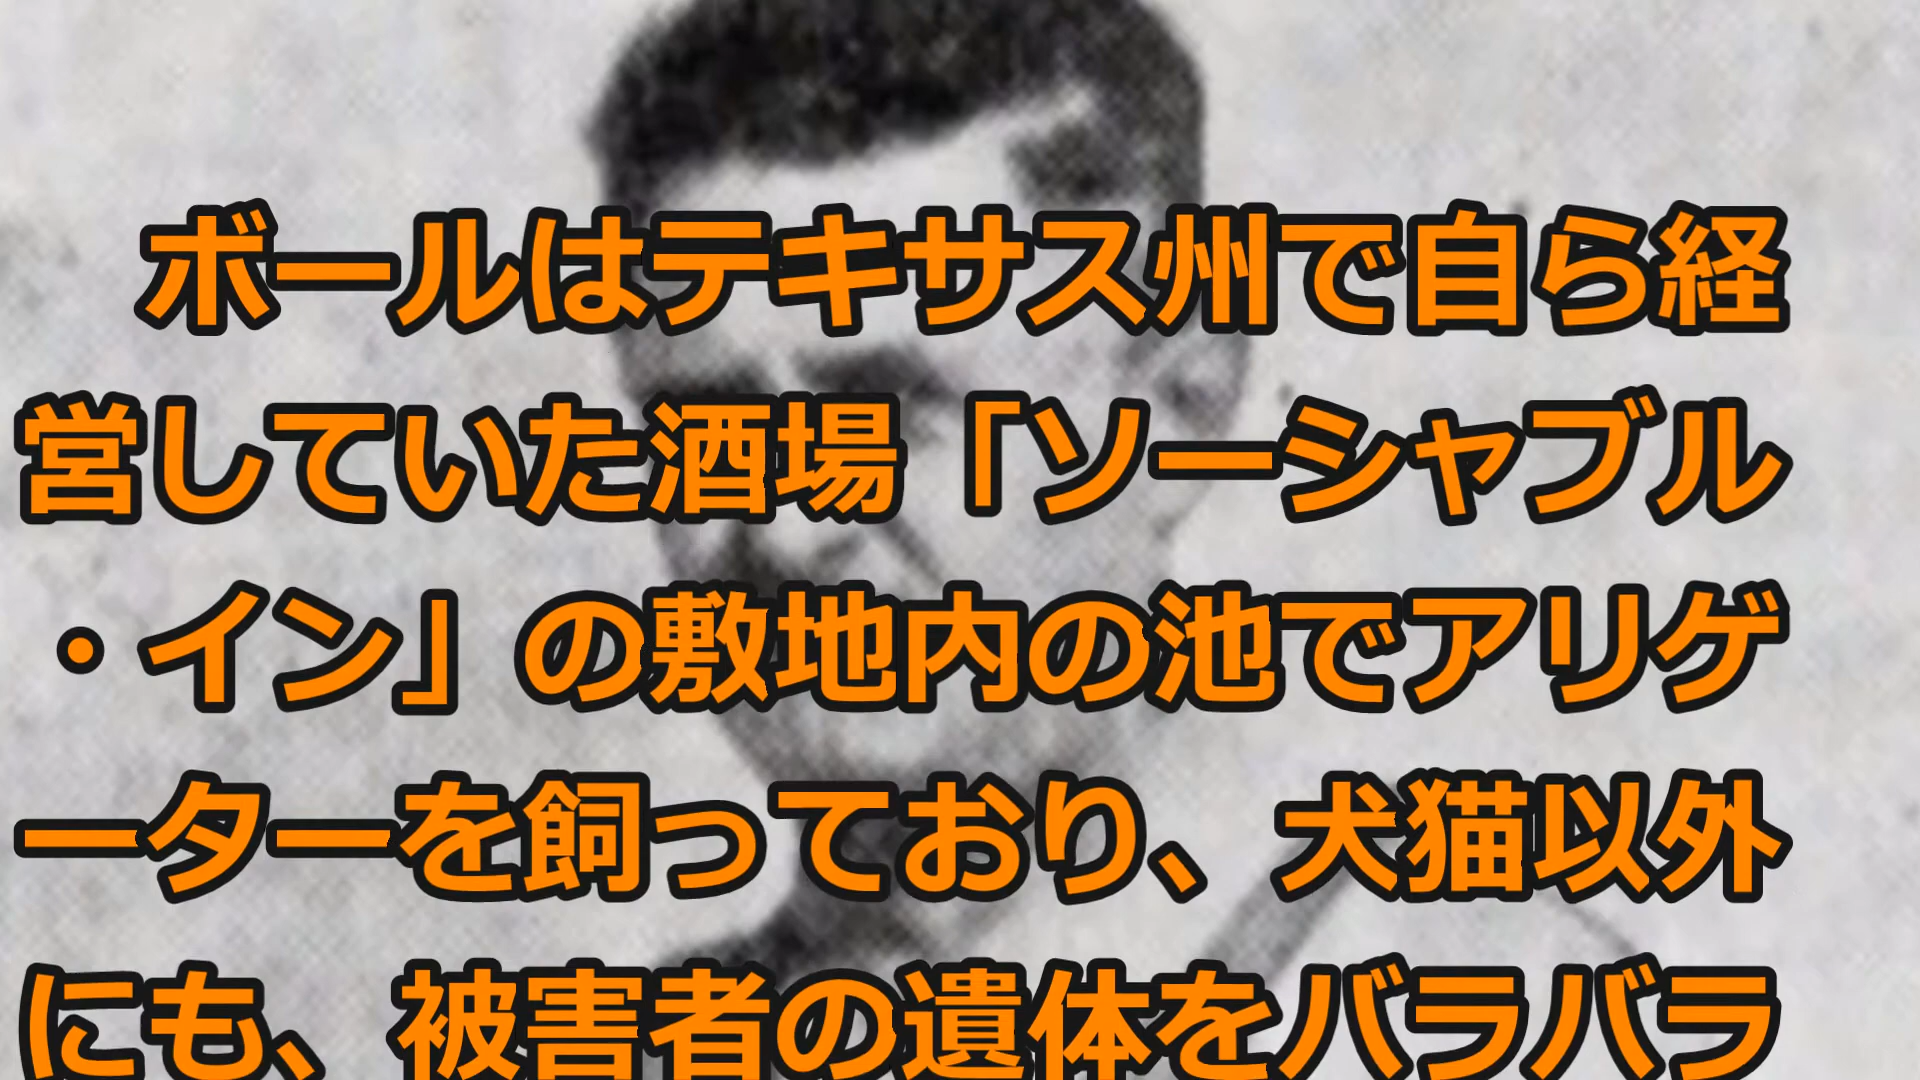 ボールはテキサス州で自ら経
営していた酒場「ソーシャブル
・イン」の敷地内の池でアリゲ
ーターを飼っており、犬猫以外
にも、被害者の遺体をバラバラ